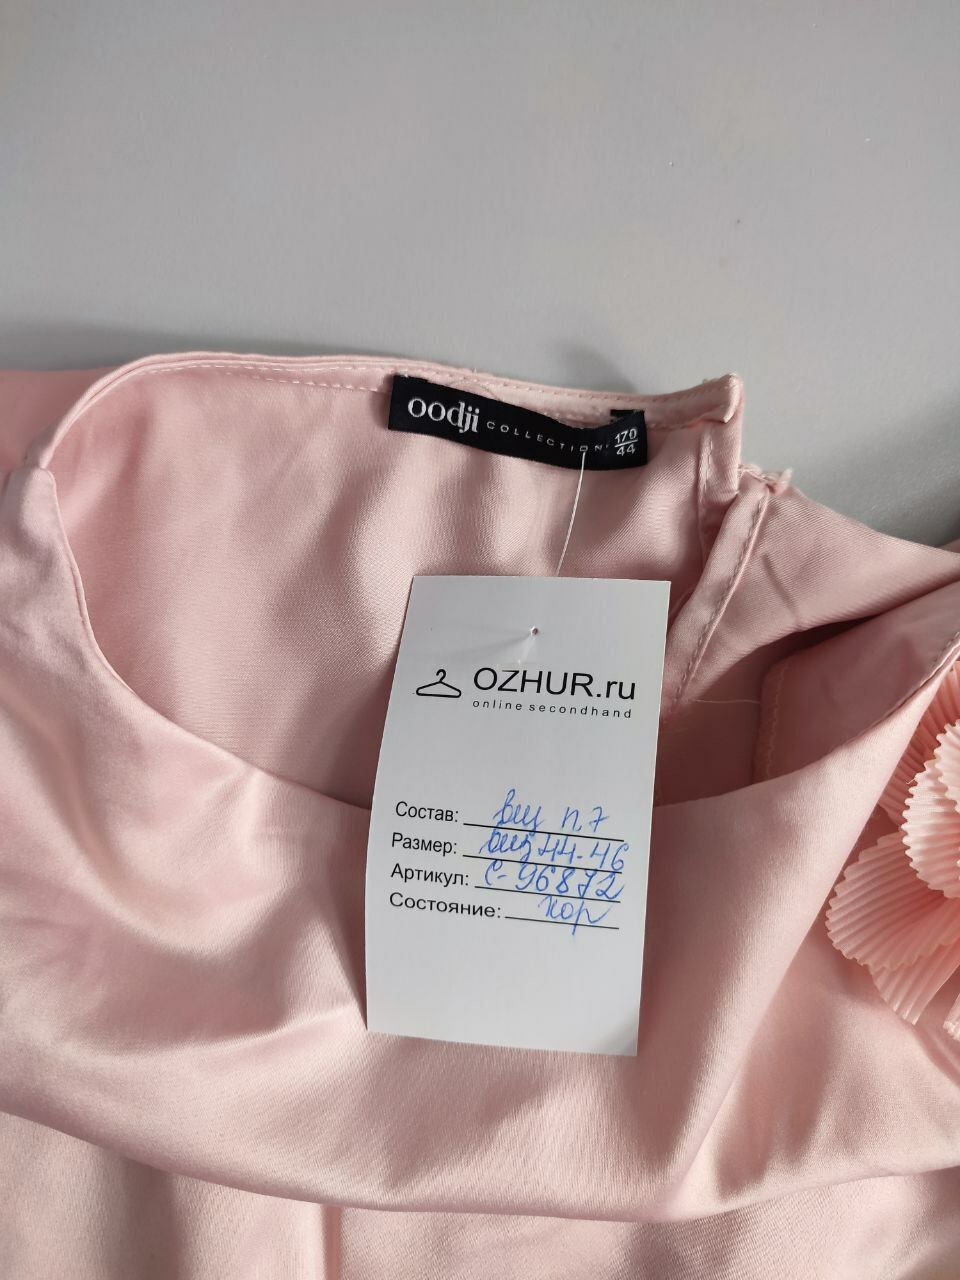 oodji COLLECTION 170
44
OZHUR.ru
online secondhand
Состав: виз п.7
Размер: виз 44-46
Артикул: С-96872
Состояние: хор